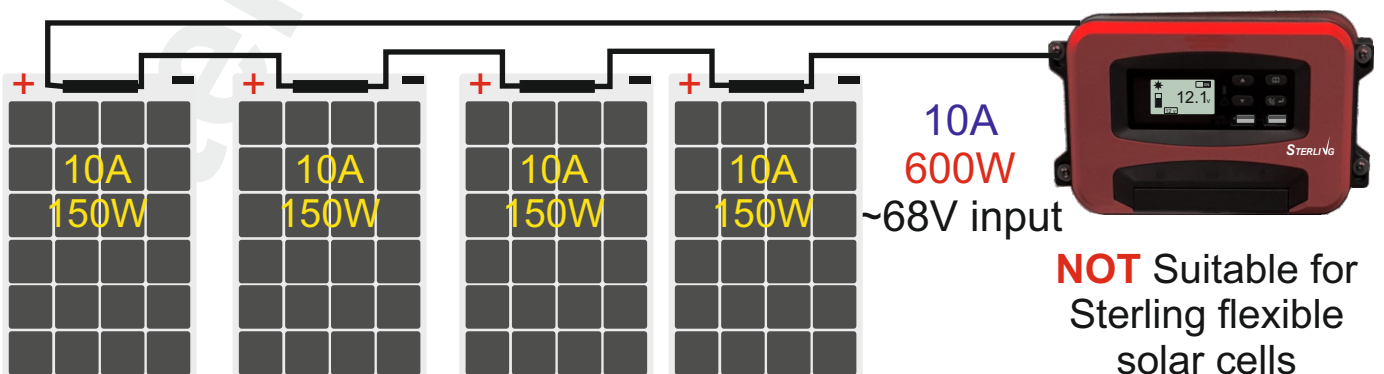 + - + - + - + -
10A 10A 10A 10A
150W 150W 150W 150W
10A
600W
~68V input
12.1v
STERLING
NOT Suitable for
Sterling flexible
solar cells